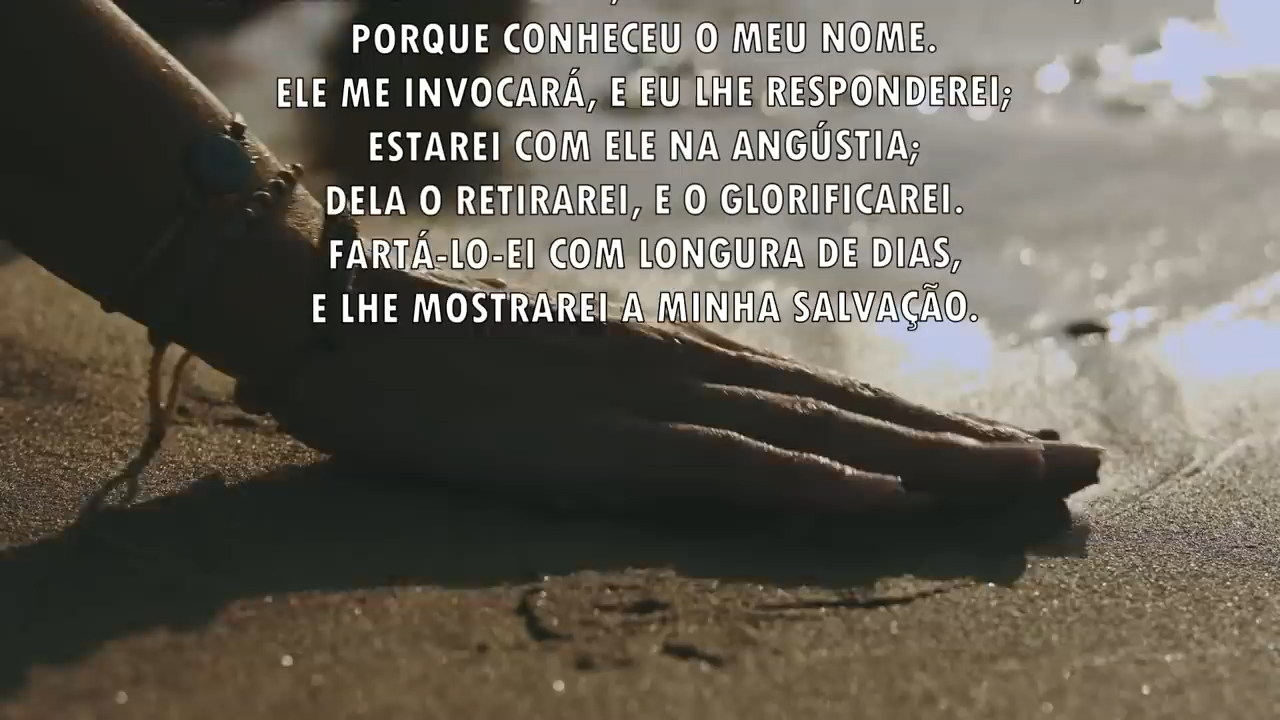 PORQUE CONHECEU O MEU NOME.
ELE ME INVOCARÁ, E EU LHE RESPONDEREI;
ESTAREI COM ELE NA ANGÚSTIA;
DELA O RETIRAREI, E O GLORIFICAREI.
FARTÁ-LO-EI COM LONGURA DE DIAS,
E LHE MOSTRAREI A MINHA SALVAÇÃO.